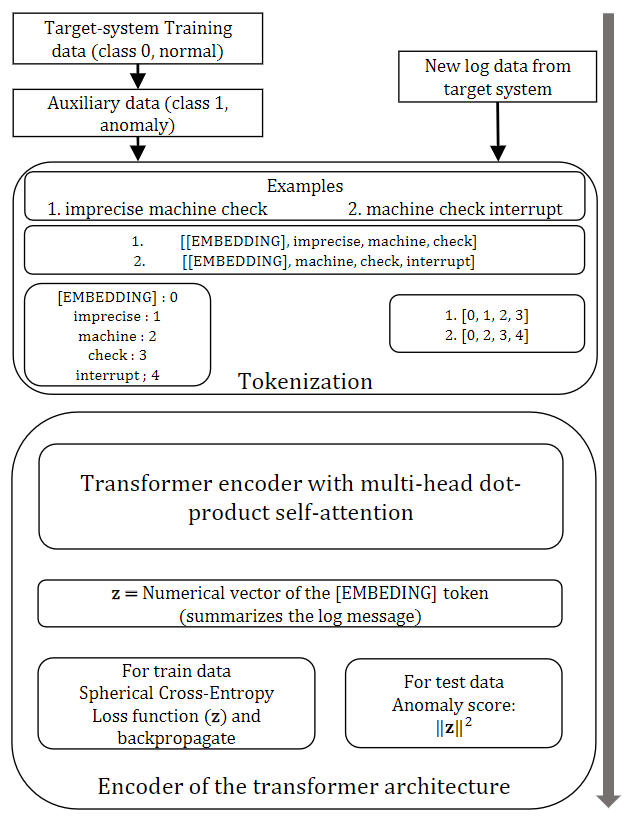 Target-system Training
data (class 0, normal)
Auxiliary data (class 1,
anomaly)
New log data from
target system
Examples
1. imprecise machine check 2. machine check interrupt
1. [[EMBEDDING], imprecise, machine, check]
2. [[EMBEDDING], machine, check, interrupt]
[EMBEDDING] : 0
imprecise : 1
machine : 2
check : 3
interrupt ; 4
1. [0, 1, 2, 3]
2. [0, 2, 3, 4]
Tokenization
Transformer encoder with multi-head dot-
product self-attention
z = Numerical vector of the [EMBEDING] token
(summarizes the log message)
For train data
Spherical Cross-Entropy
Loss function (z) and
backpropagate
For test data
Anomaly score:
‖z‖²
Encoder of the transformer architecture